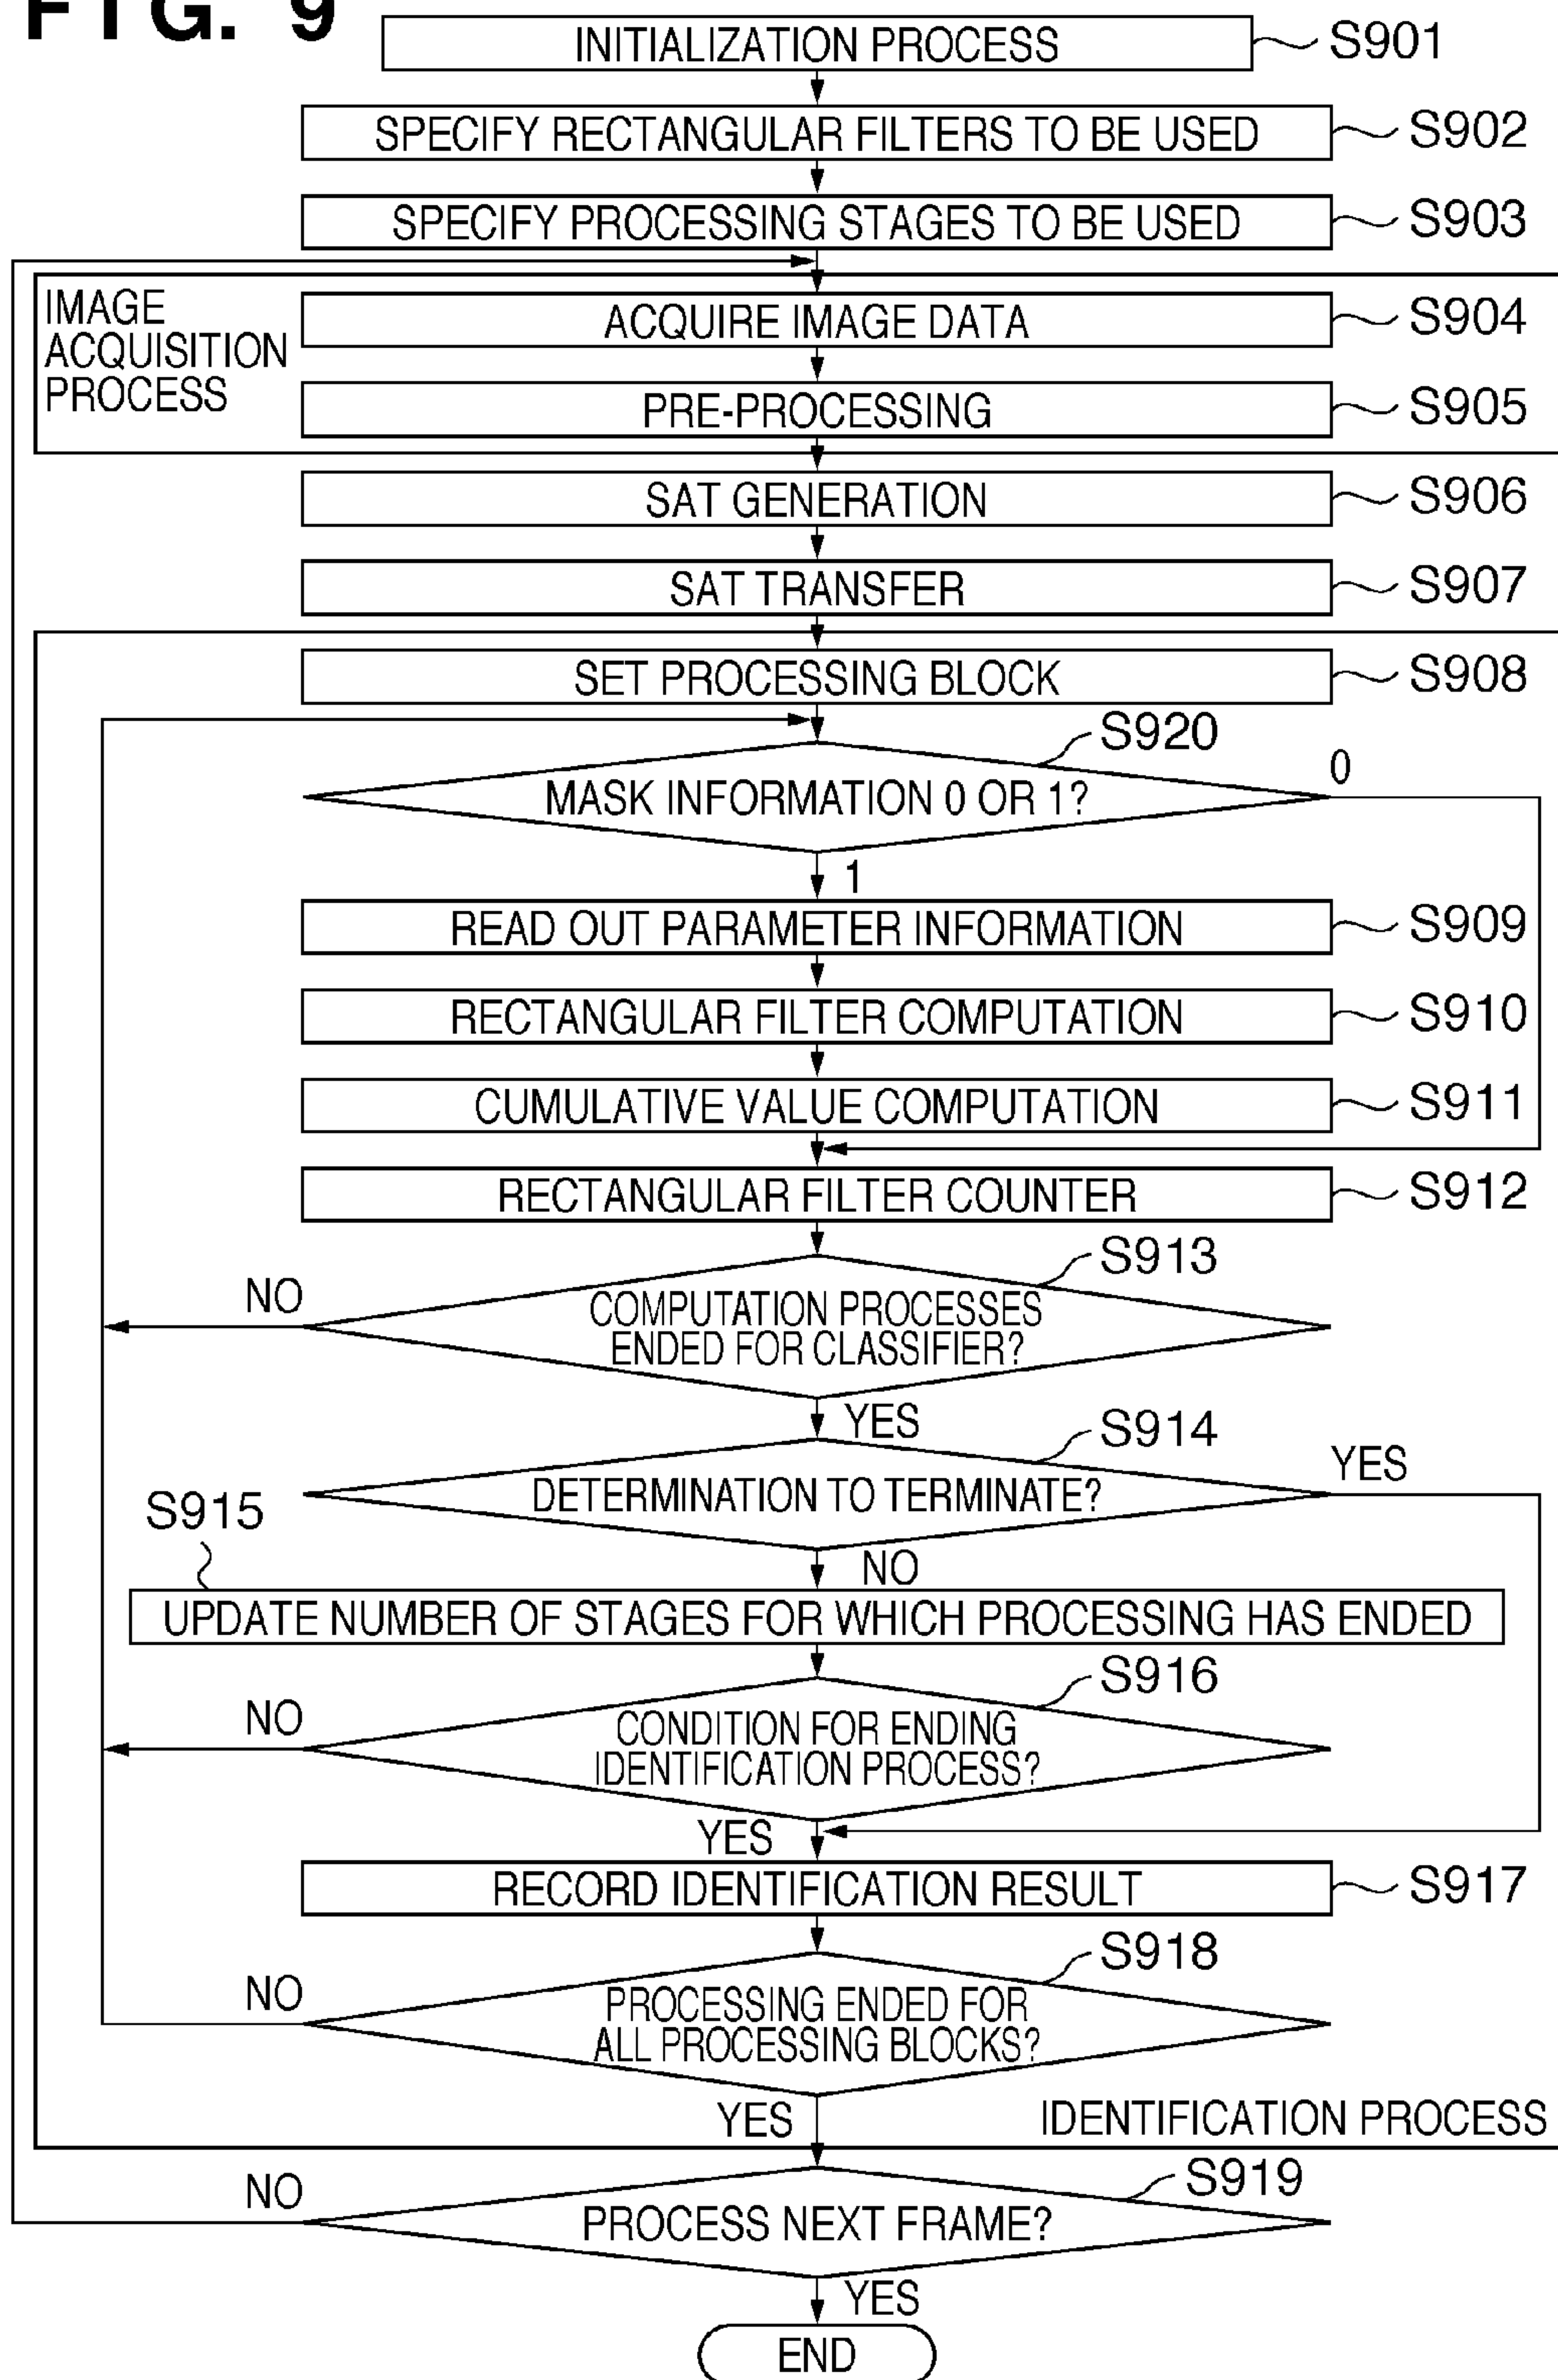 FIG. 9
INITIALIZATION PROCESS
S901
SPECIFY RECTANGULAR FILTERS TO BE USED
S902
SPECIFY PROCESSING STAGES TO BE USED
S903
IMAGE
ACQUISITION
PROCESS
ACQUIRE IMAGE DATA
S904
PRE-PROCESSING
S905
SAT GENERATION
S906
SAT TRANSFER
S907
SET PROCESSING BLOCK
S908
S920
MASK INFORMATION 0 OR 1?
0
1
READ OUT PARAMETER INFORMATION
S909
RECTANGULAR FILTER COMPUTATION
S910
CUMULATIVE VALUE COMPUTATION
S911
RECTANGULAR FILTER COUNTER
S912
S913
NO
COMPUTATION PROCESSES
ENDED FOR CLASSIFIER?
YES
S914
DETERMINATION TO TERMINATE?
YES
S915
NO
UPDATE NUMBER OF STAGES FOR WHICH PROCESSING HAS ENDED
S916
NO
CONDITION FOR ENDING
IDENTIFICATION PROCESS?
YES
RECORD IDENTIFICATION RESULT
S917
S918
NO
PROCESSING ENDED FOR
ALL PROCESSING BLOCKS?
YES
IDENTIFICATION PROCESS
S919
NO
PROCESS NEXT FRAME?
YES
END